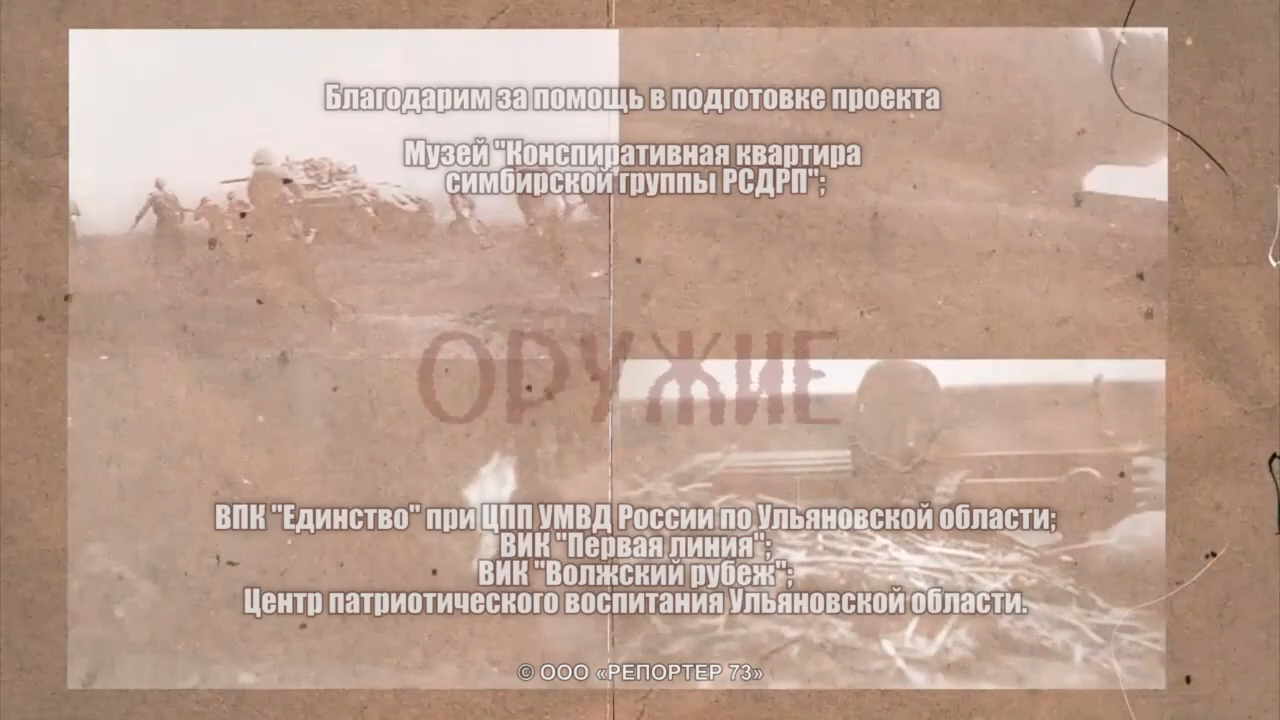 Благодарим за помощь в подготовке проекта
Музей "Конспиративная квартира
симбирской группы РСДРП";
ОРУЖИЕ
ВПК "Единство" при ЦПП УМВД России по Ульяновской области;
ВИК "Первая линия";
ВИК "Волжский рубеж";
Центр патриотического воспитания Ульяновской области.
© ООО «РЕПОРТЕР 73»